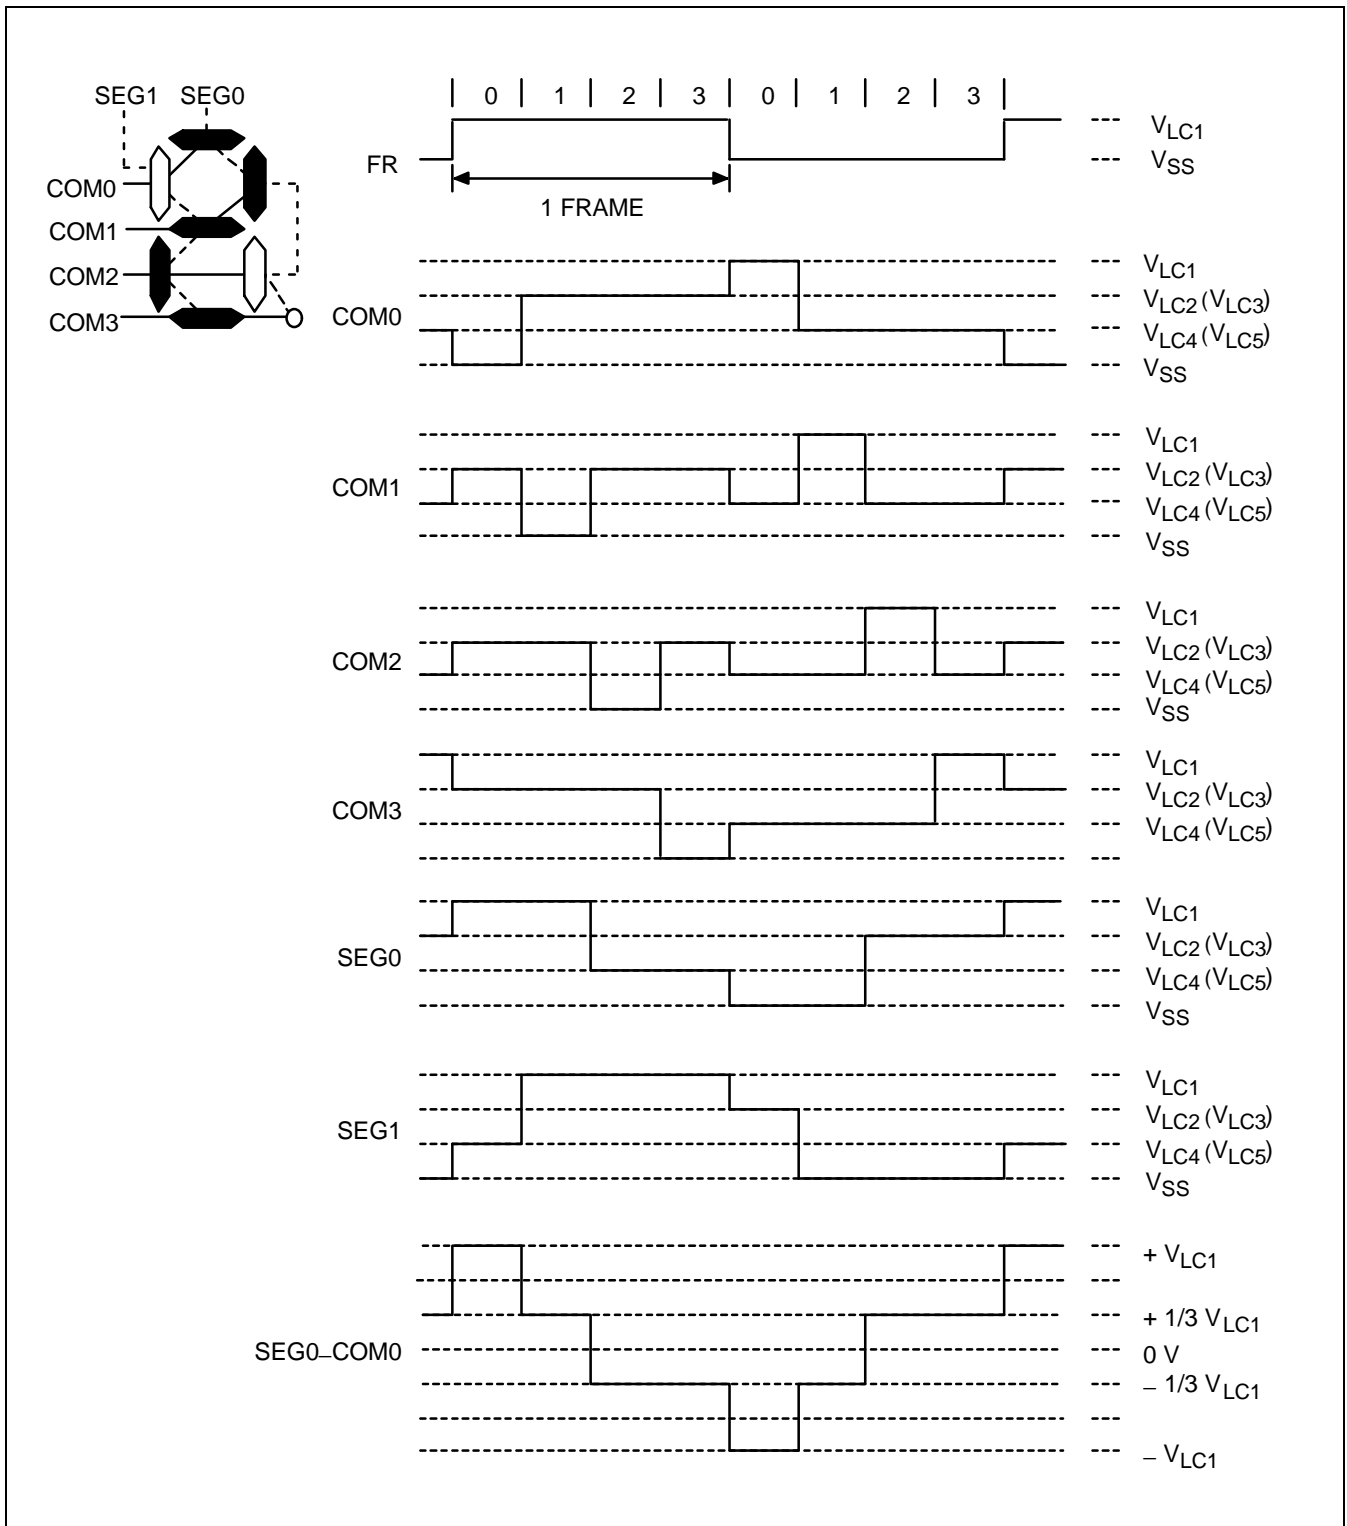 SEG1 SEG0
0 1 2 3 0 1 2 3
FR
V_LC1
V_SS
1 FRAME
COM0
COM1
COM2
COM3
COM0
V_LC1
V_LC2 (V_LC3)
V_LC4 (V_LC5)
V_SS
COM1
V_LC1
V_LC2 (V_LC3)
V_LC4 (V_LC5)
V_SS
COM2
V_LC1
V_LC2 (V_LC3)
V_LC4 (V_LC5)
V_SS
COM3
V_LC1
V_LC2 (V_LC3)
V_LC4 (V_LC5)
SEG0
V_LC1
V_LC2 (V_LC3)
V_LC4 (V_LC5)
V_SS
SEG1
V_LC1
V_LC2 (V_LC3)
V_LC4 (V_LC5)
V_SS
SEG0–COM0
+ V_LC1
+ 1/3 V_LC1
0 V
– 1/3 V_LC1
– V_LC1